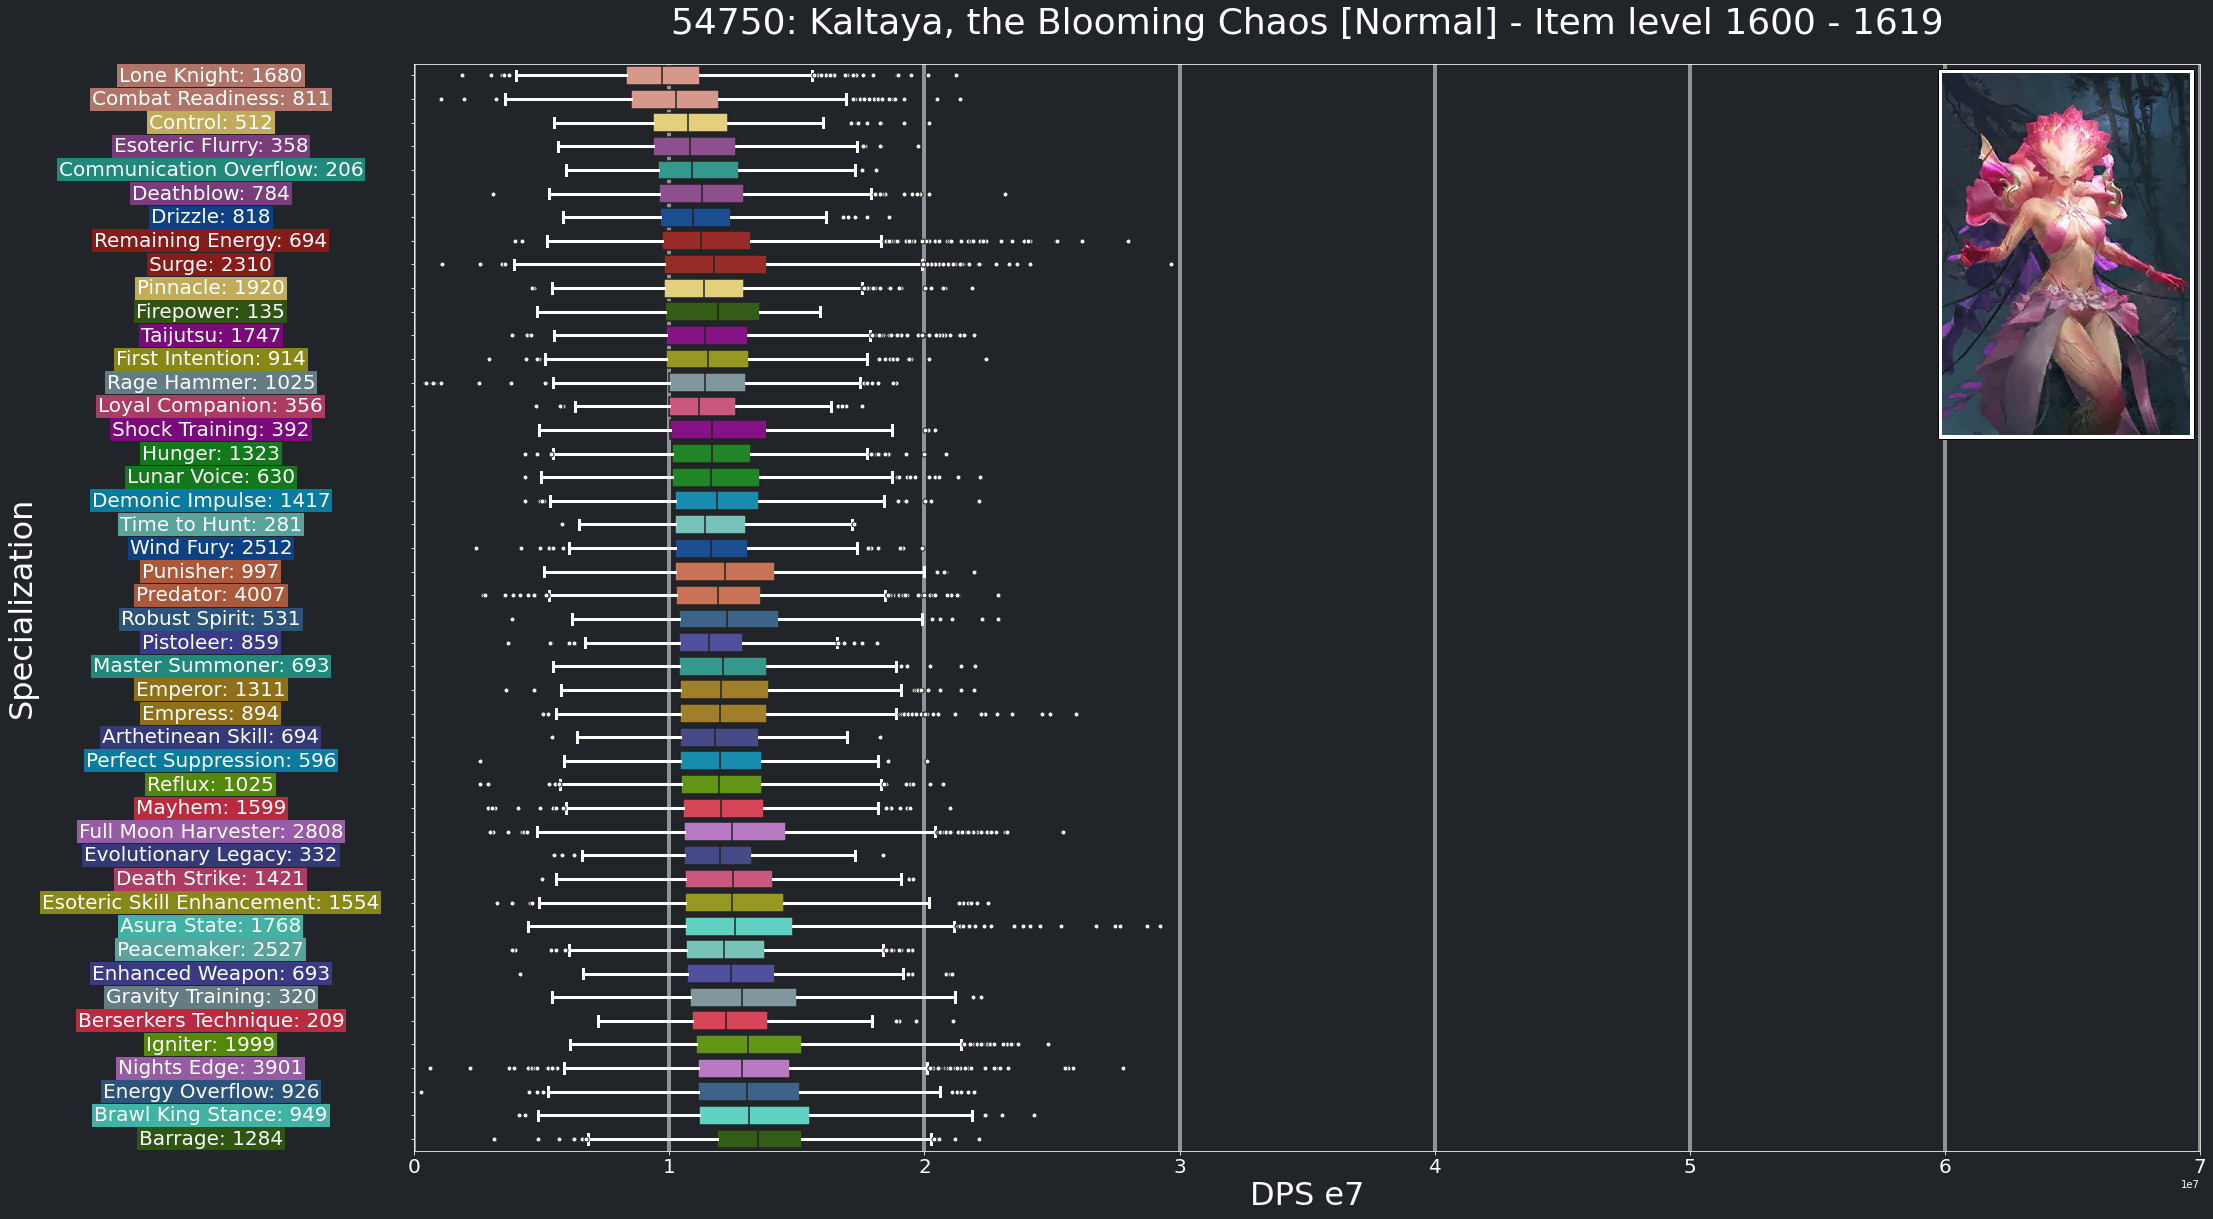 54750: Kaltaya, the Blooming Chaos [Normal] - Item level 1600 - 1619
Specialization
Lone Knight: 1680
Combat Readiness: 811
Control: 512
Esoteric Flurry: 358
Communication Overflow: 206
Deathblow: 784
Drizzle: 818
Remaining Energy: 694
Surge: 2310
Pinnacle: 1920
Firepower: 135
Taijutsu: 1747
First Intention: 914
Rage Hammer: 1025
Loyal Companion: 356
Shock Training: 392
Hunger: 1323
Lunar Voice: 630
Demonic Impulse: 1417
Time to Hunt: 281
Wind Fury: 2512
Punisher: 997
Predator: 4007
Robust Spirit: 531
Pistoleer: 859
Master Summoner: 693
Emperor: 1311
Empress: 894
Arthetinean Skill: 694
Perfect Suppression: 596
Reflux: 1025
Mayhem: 1599
Full Moon Harvester: 2808
Evolutionary Legacy: 332
Death Strike: 1421
Esoteric Skill Enhancement: 1554
Asura State: 1768
Peacemaker: 2527
Enhanced Weapon: 693
Gravity Training: 320
Berserkers Technique: 209
Igniter: 1999
Nights Edge: 3901
Energy Overflow: 926
Brawl King Stance: 949
Barrage: 1284
0 1 2 3 4 5 6 7
1e7
DPS e7